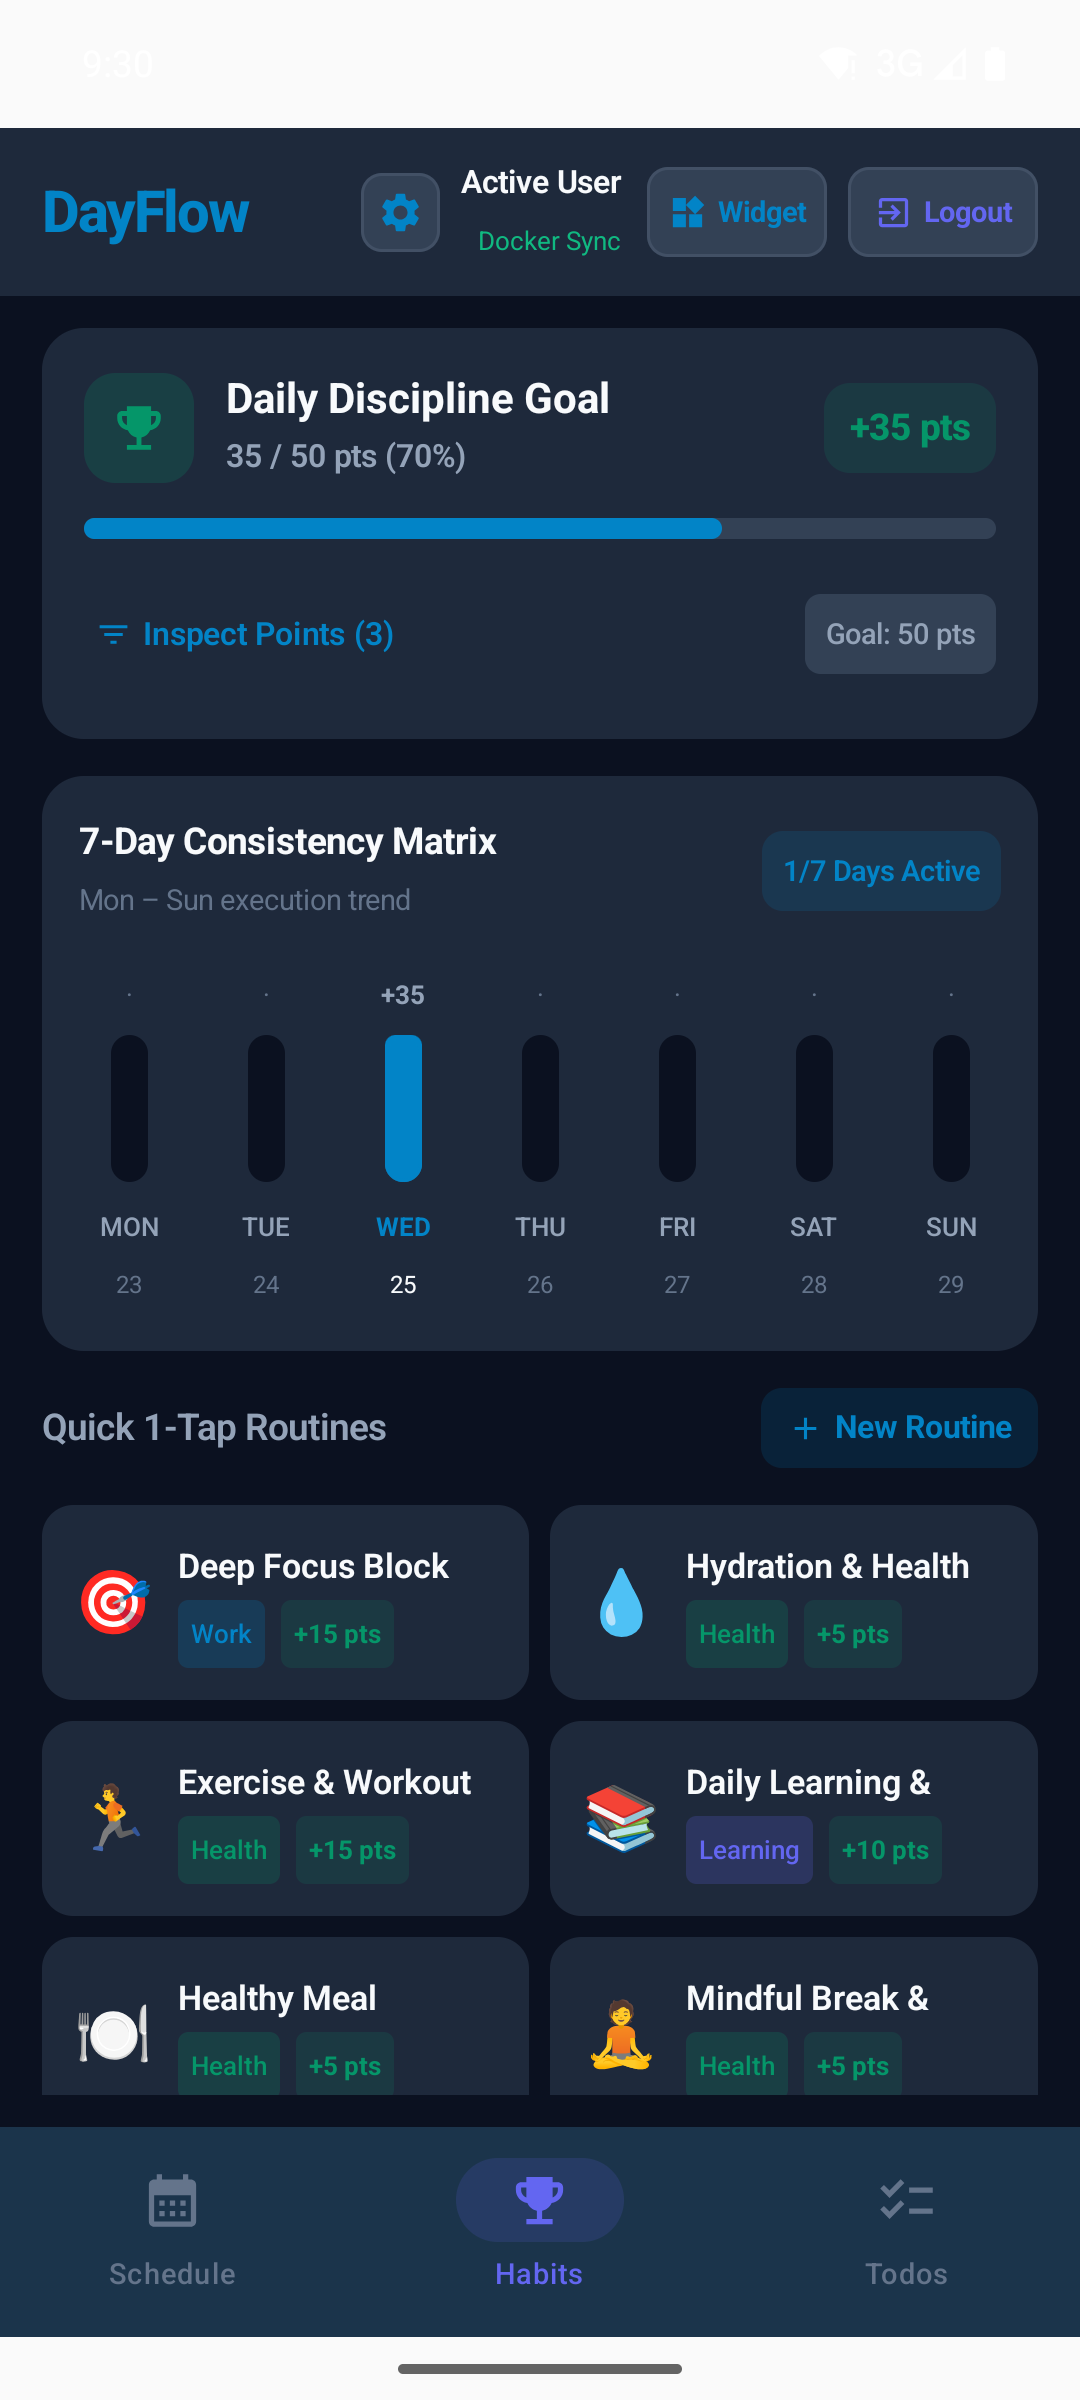 9:30
3G
DayFlow
Active User
Docker Sync
Widget
Logout
Daily Discipline Goal
35 / 50 pts (70%)
+35 pts
Inspect Points (3)
Goal: 50 pts
7-Day Consistency Matrix
Mon – Sun execution trend
1/7 Days Active
· · +35 · · · ·
MON TUE WED THU FRI SAT SUN
23 24 25 26 27 28 29
Quick 1-Tap Routines
+ New Routine
Deep Focus Block
Work +15 pts
Hydration & Health
Health +5 pts
Exercise & Workout
Health +15 pts
Daily Learning &
Learning +10 pts
Healthy Meal
Health +5 pts
Mindful Break &
Health +5 pts
Schedule
Habits
Todos